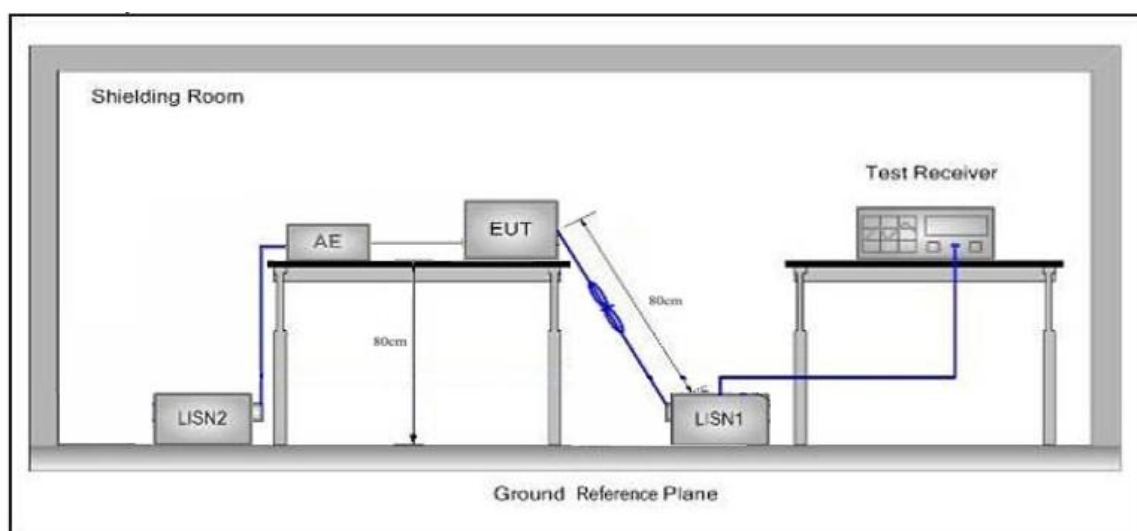 Shielding Room
Test Receiver
AE
EUT
80cm
80cm
LISN2
LISN1
Ground Reference Plane